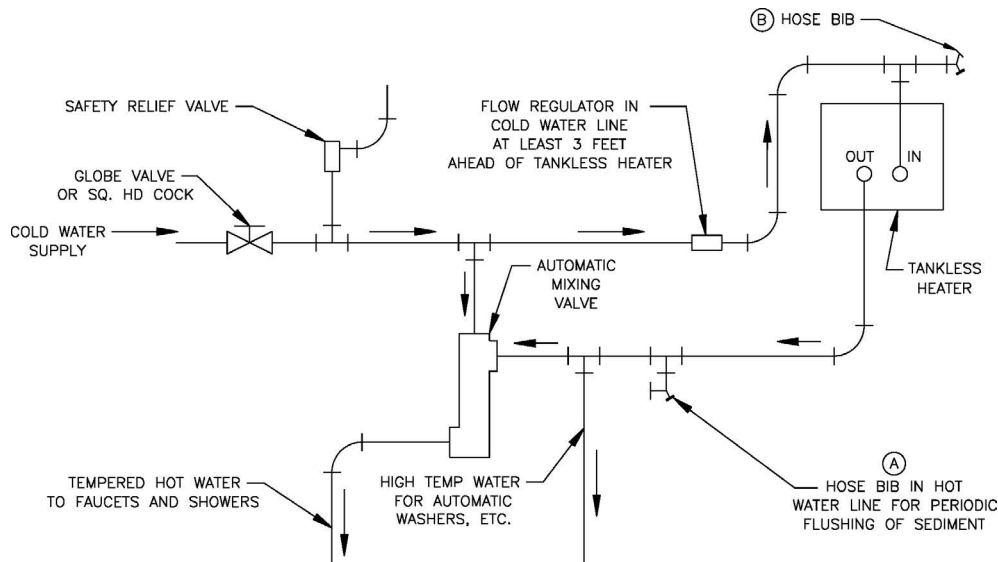 Ⓑ HOSE BIB
SAFETY RELIEF VALVE
FLOW REGULATOR IN
COLD WATER LINE
AT LEAST 3 FEET
AHEAD OF TANKLESS HEATER
GLOBE VALVE
OR SQ. HD COCK
OUT
IN
COLD WATER
SUPPLY
AUTOMATIC
MIXING
VALVE
TANKLESS
HEATER
TEMPERED HOT WATER
TO FAUCETS AND SHOWERS
HIGH TEMP WATER
FOR AUTOMATIC
WASHERS, ETC.
Ⓐ
HOSE BIB IN HOT
WATER LINE FOR PERIODIC
FLUSHING OF SEDIMENT